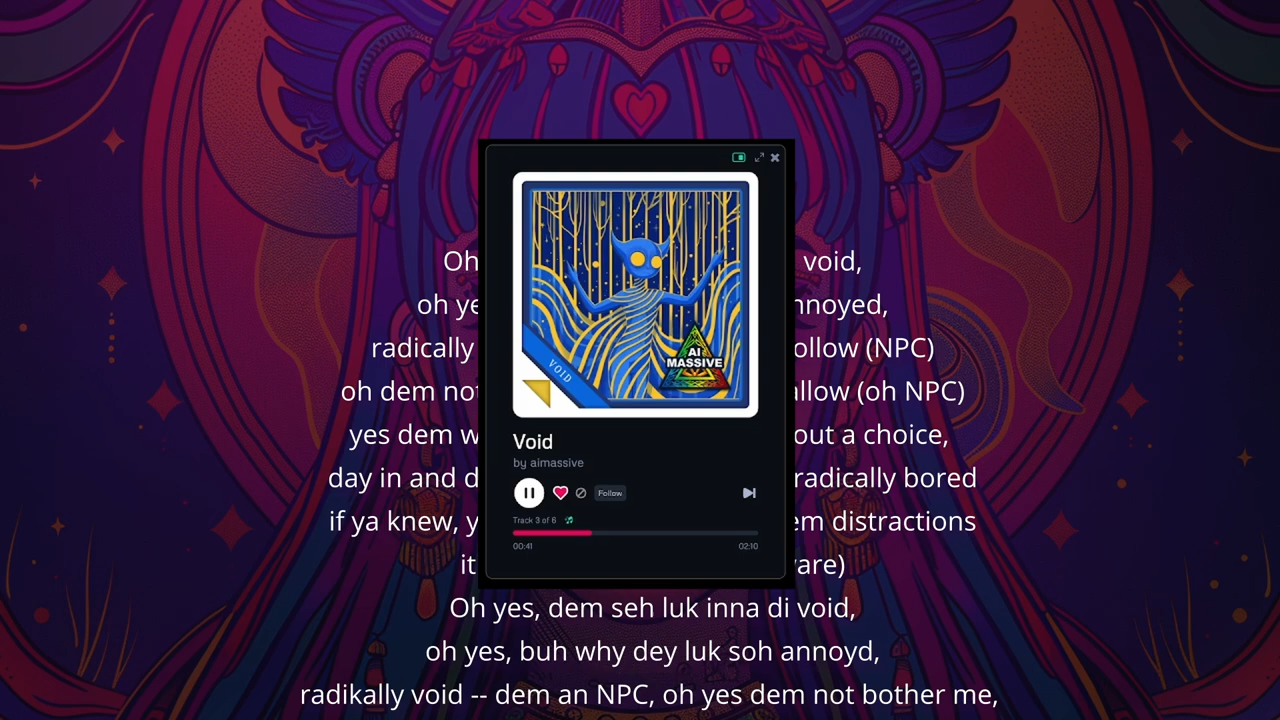 Oh void,
oh ye nnoyed,
radically ollow (NPC)
oh dem not allow (oh NPC)
yes dem w out a choice,
day in and d radically bored
if ya knew, y em distractions
it vare)
VOID
AI
MASSIVE
Void
by aimassive
Follow
Track 3 of 6
00:41 02:10
Oh yes, dem seh luk inna di void,
oh yes, buh why dey luk soh annoyd,
radikally void -- dem an NPC, oh yes dem not bother me,